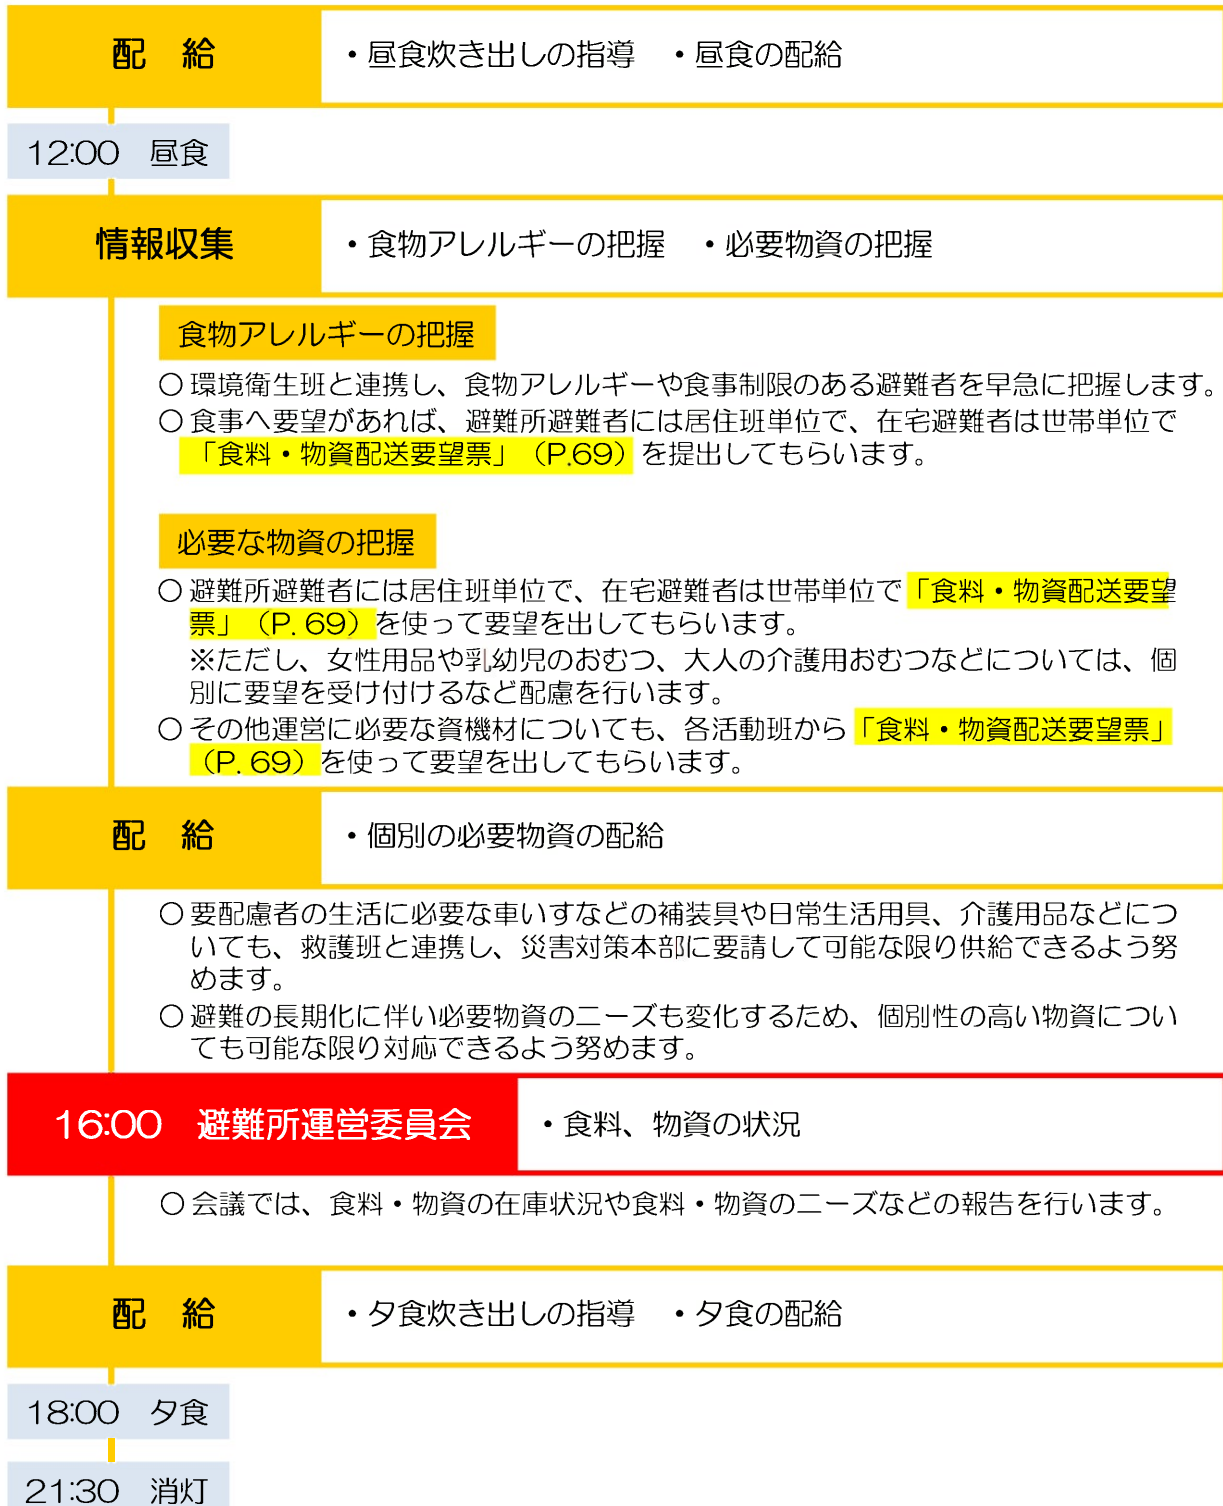 配　給
・昼食炊き出しの指導　・昼食の配給
12:00　昼食
情報収集
・食物アレルギーの把握　・必要物資の把握
食物アレルギーの把握
○環境衛生班と連携し、食物アレルギーや食事制限のある避難者を早急に把握します。
○食事へ要望があれば、避難所避難者には居住班単位で、在宅避難者は世帯単位で
「食料・物資配送要望票」（P.69）を提出してもらいます。
必要な物資の把握
○避難所避難者には居住班単位で、在宅避難者は世帯単位で「食料・物資配送要望
票」（P. 69）を使って要望を出してもらいます。
※ただし、女性用品や乳幼児のおむつ、大人の介護用おむつなどについては、個
別に要望を受け付けるなど配慮を行います。
○その他運営に必要な資機材についても、各活動班から「食料・物資配送要望票」
（P. 69）を使って要望を出してもらいます。
配　給
・個別の必要物資の配給
○要配慮者の生活に必要な車いすなどの補装具や日常生活用具、介護用品などにつ
いても、救護班と連携し、災害対策本部に要請して可能な限り供給できるよう努
めます。
○避難の長期化に伴い必要物資のニーズも変化するため、個別性の高い物資につい
ても可能な限り対応できるよう努めます。
16:00　避難所運営委員会
・食料、物資の状況
○会議では、食料・物資の在庫状況や食料・物資のニーズなどの報告を行います。
配　給
・夕食炊き出しの指導　・夕食の配給
18:00　夕食
21:30　消灯